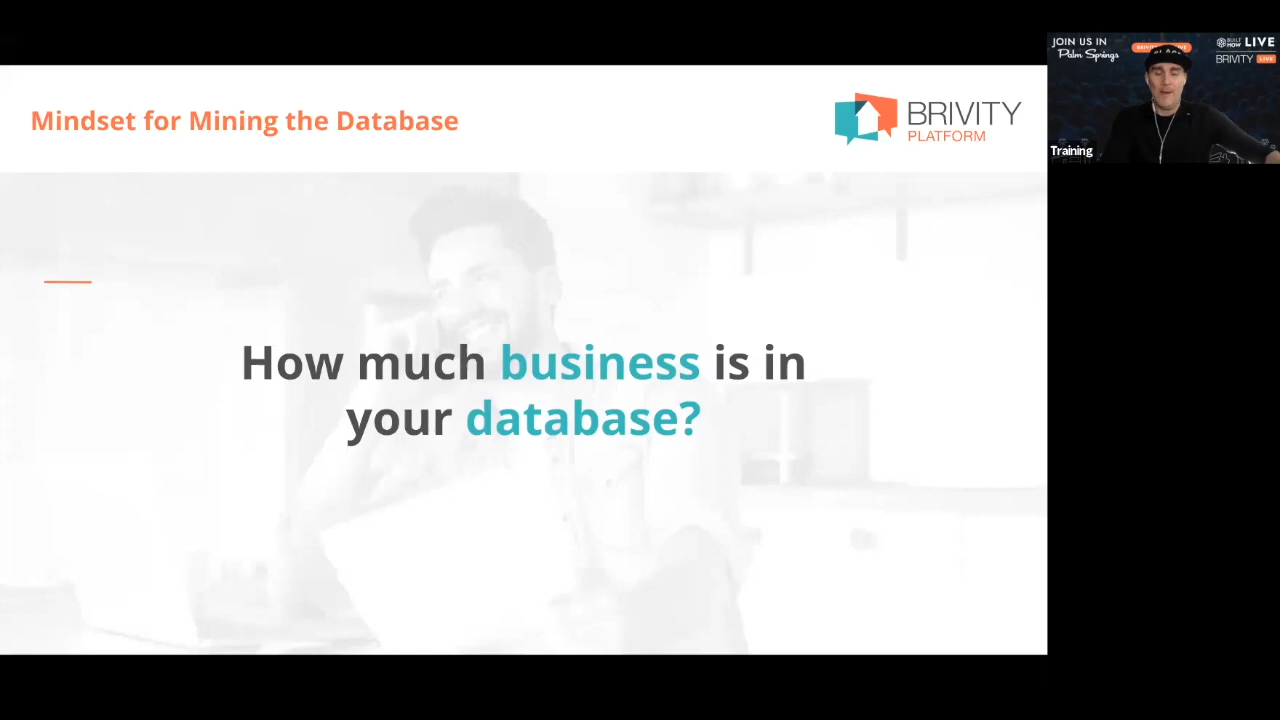 Mindset for Mining the Database
BRIVITY
PLATFORM
How much business is in
your database?
JOIN US IN
Palm Springs
LIVE
BRIVITY LIVE
Training